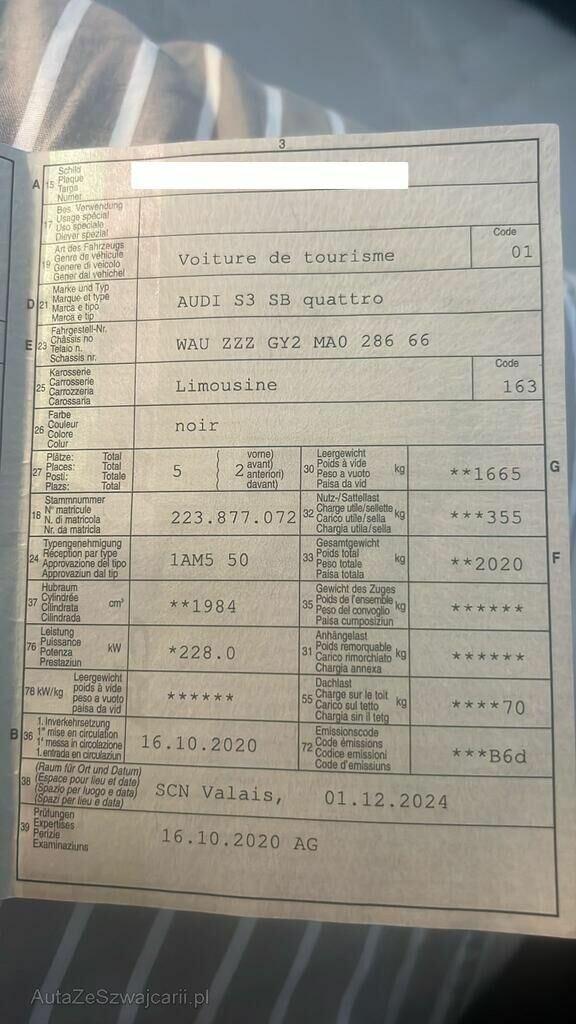 3
A 15 Schild
Plaque
Targa
Numer
17 Bes. Verwendung
Usage spécial
Uso speciale
Diever spezial
19 Art des Fahrzeugs
Genre de véhicule
Genere di veicolo
Gener dal vehichel
Voiture de tourisme
Code
01
D 21 Marke und Typ
Marque et type
Marca e tipo
Marca e tip
AUDI S3 SB quattro
E 23 Fahrgestell-Nr.
Châssis no
Telaio n.
Schassis nr.
WAU ZZZ GY2 MA0 286 66
25 Karosserie
Carrosserie
Carrozzeria
Carossaria
Limousine
Code
163
26 Farbe
Couleur
Colore
Colur
noir
27 Plätze: Total
Places: Total
Posti: Totale
Plazs: Total
5 ( 2 vorne)
avant)
anteriori)
davant)
30 Leergewicht
Poids à vide
Peso a vuoto
Paisa da vid
kg
**1665
G
18 Stammnummer
N° matricule
N. di matricola
Nr. da matricla
223.877.072
32 Nutz-/Sattellast
Charge utile/sellette
Carico utile/sella
Chargia utila/sella
kg
***355
24 Typengenehmigung
Réception par type
Approvazione del tipo
Approvaziun dal tip
1AM5 50
33 Gesamtgewicht
Poids total
Peso totale
Paisa totala
kg
**2020
F
37 Hubraum
Cylindrée
Cilindrata
Cilindrada
cm³
**1984
35 Gewicht des Zuges
Poids de l'ensemble
Peso del convoglio
Paisa cumposiziun
kg
******
76 Leistung
Puissance
Potenza
Prestaziun
kW
*228.0
31 Anhängelast
Poids remorquable
Carico rimorchiato
Chargia annexa
kg
******
78 kW/kg Leergewicht
poids à vide
peso a vuoto
paisa da vid
******
55 Dachlast
Charge sur le toit
Carico sul tetto
Chargia sin il tetg
kg
****70
B 36 1. Inverkehrsetzung
1re mise en circulation
1a messa in circolazione
1. entrada en circulaziun
16.10.2020
72 Emissionscode
Code émissions
Codice emissioni
Code d'emissiuns
***B6d
38 (Raum für Ort und Datum)
(Espace pour lieu et date)
(Spazio per luogo e data)
(Spazi per lieu e data)
SCN Valais, 01.12.2024
39 Prüfungen
Expertises
Perizie
Examinaziuns
16.10.2020 AG
AutaZeSzwajcarii.pl